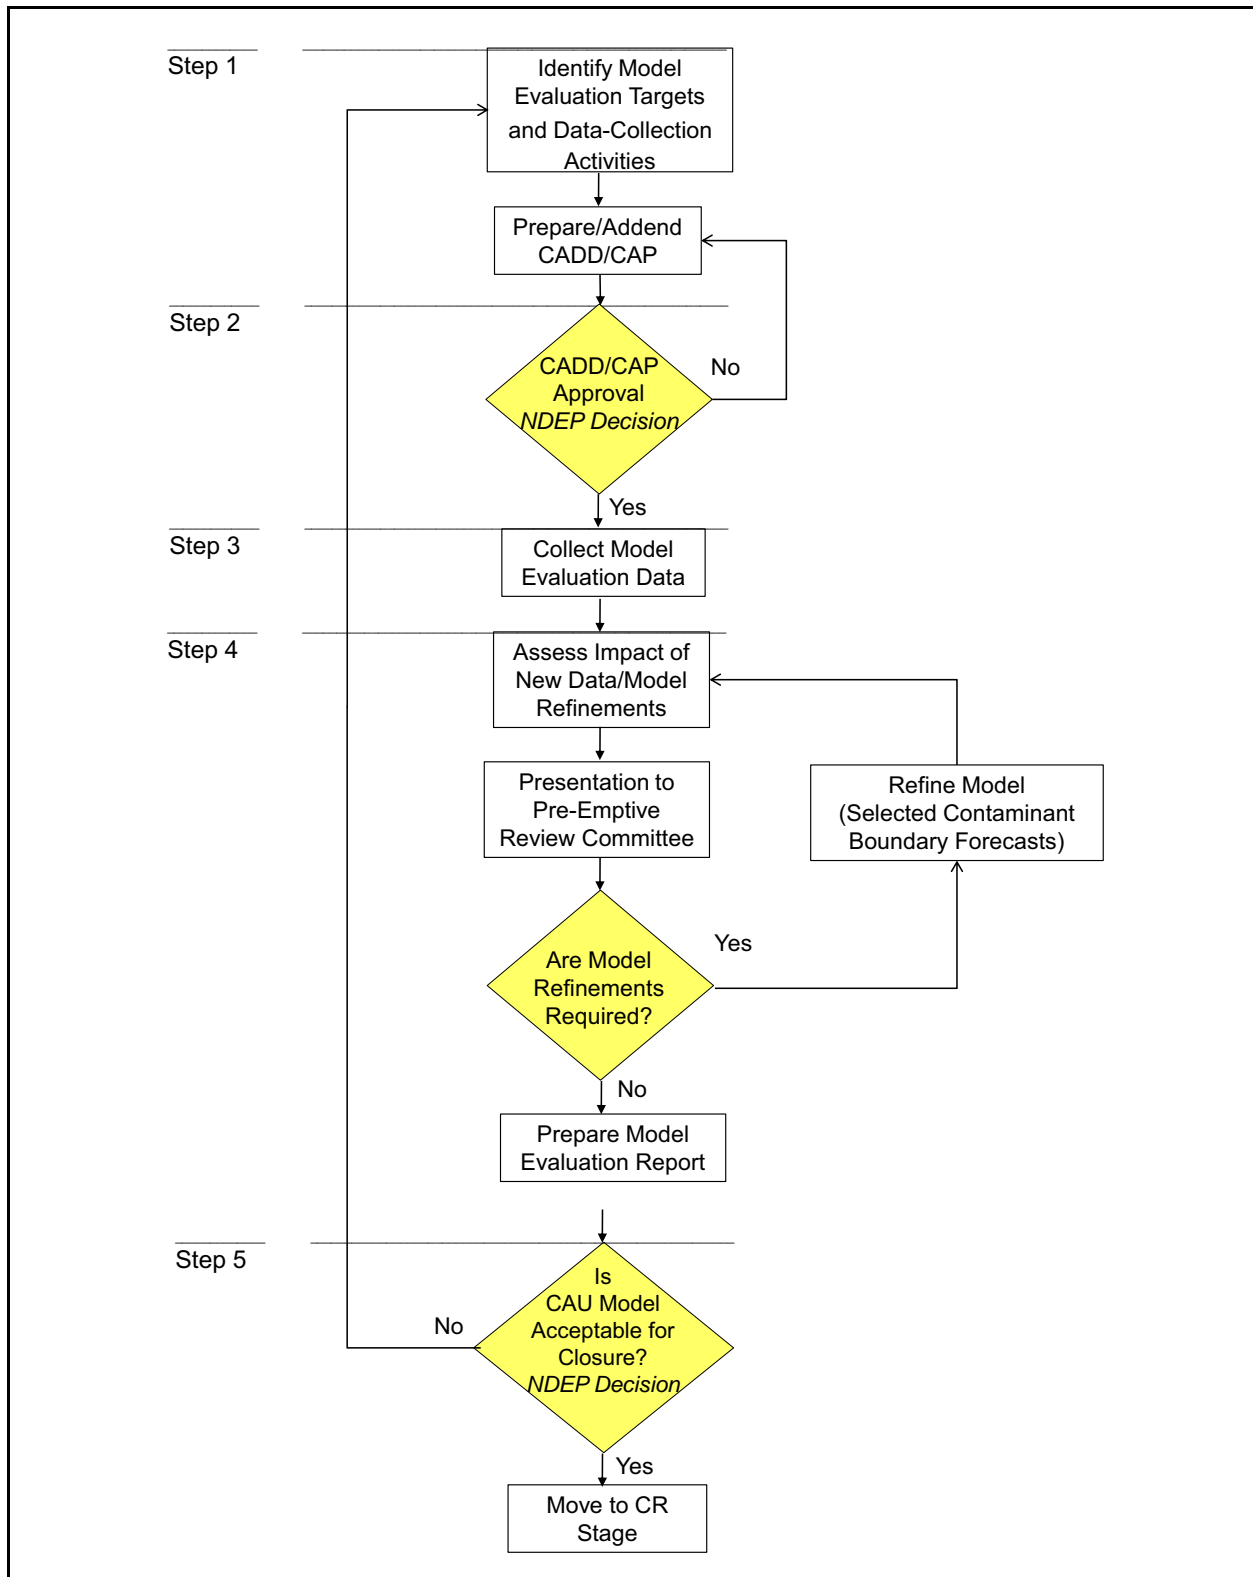 Step 1
Identify Model
Evaluation Targets
and Data-Collection
Activities
Prepare/Addend
CADD/CAP
Step 2
CADD/CAP
Approval
NDEP Decision
No
Yes
Step 3
Collect Model
Evaluation Data
Step 4
Assess Impact of
New Data/Model
Refinements
Presentation to
Pre-Emptive
Review Committee
Refine Model
(Selected Contaminant
Boundary Forecasts)
Are Model
Refinements
Required?
Yes
No
Prepare Model
Evaluation Report
Step 5
Is
CAU Model
Acceptable for
Closure?
NDEP Decision
No
Yes
Move to CR
Stage